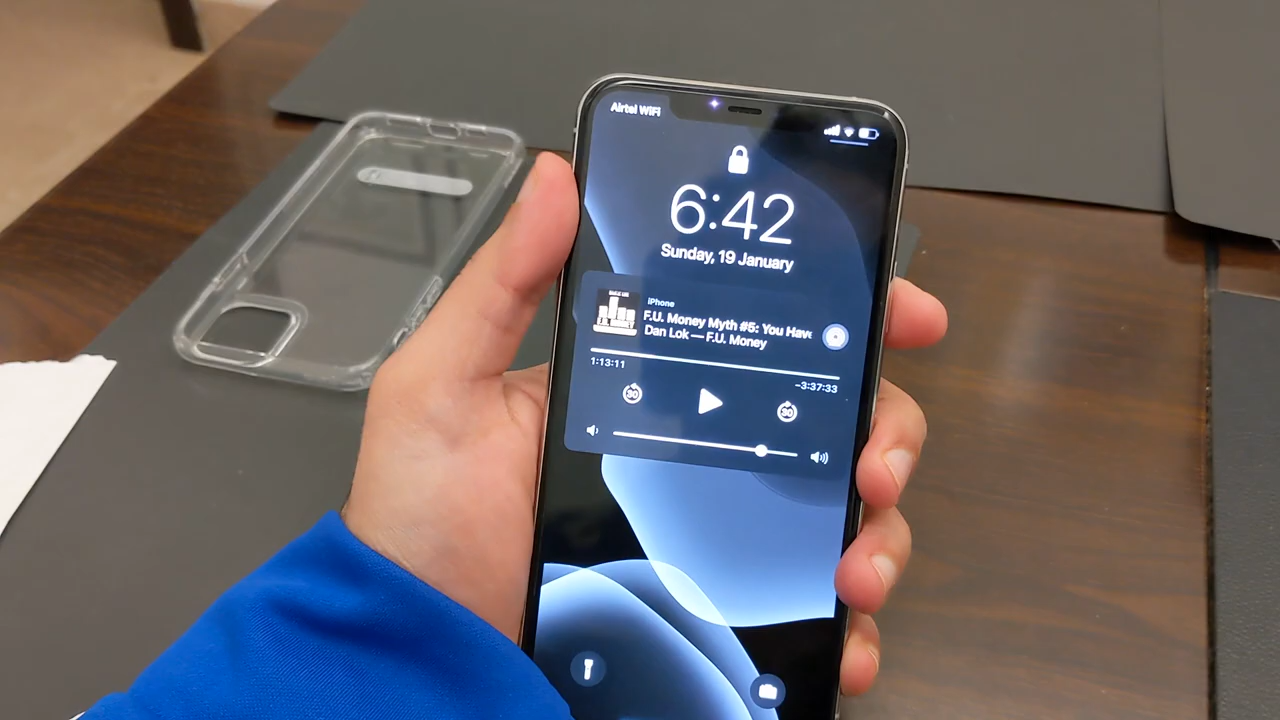 Airtel WiFi
6:42
Sunday, 19 January
iPhone
F.U. Money Myth #5: You Have
Dan Lok — F.U. Money
1:13:11
-3:37:33
30
30